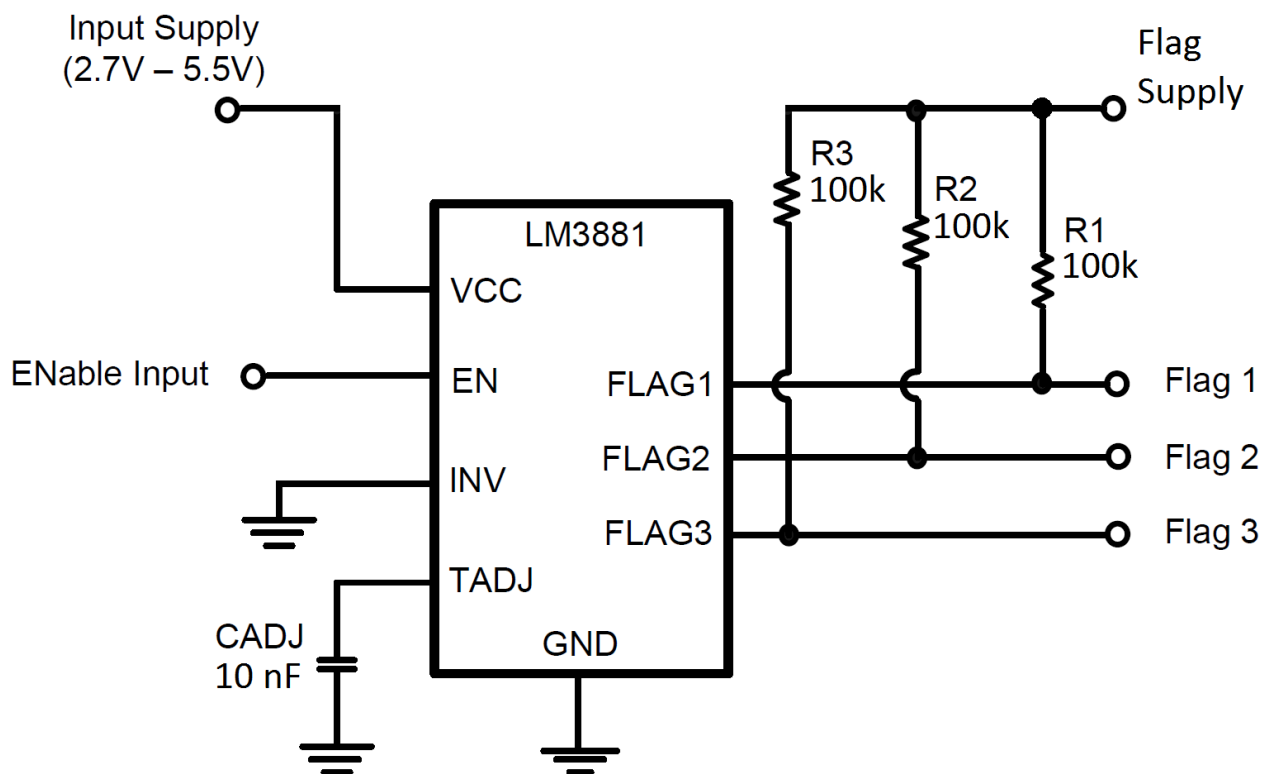 Input Supply
(2.7V – 5.5V)
Flag
Supply
R3
100k
R2
100k
R1
100k
LM3881
VCC
ENable Input
EN
FLAG1
Flag 1
INV
FLAG2
Flag 2
FLAG3
Flag 3
TADJ
CADJ
10 nF
GND